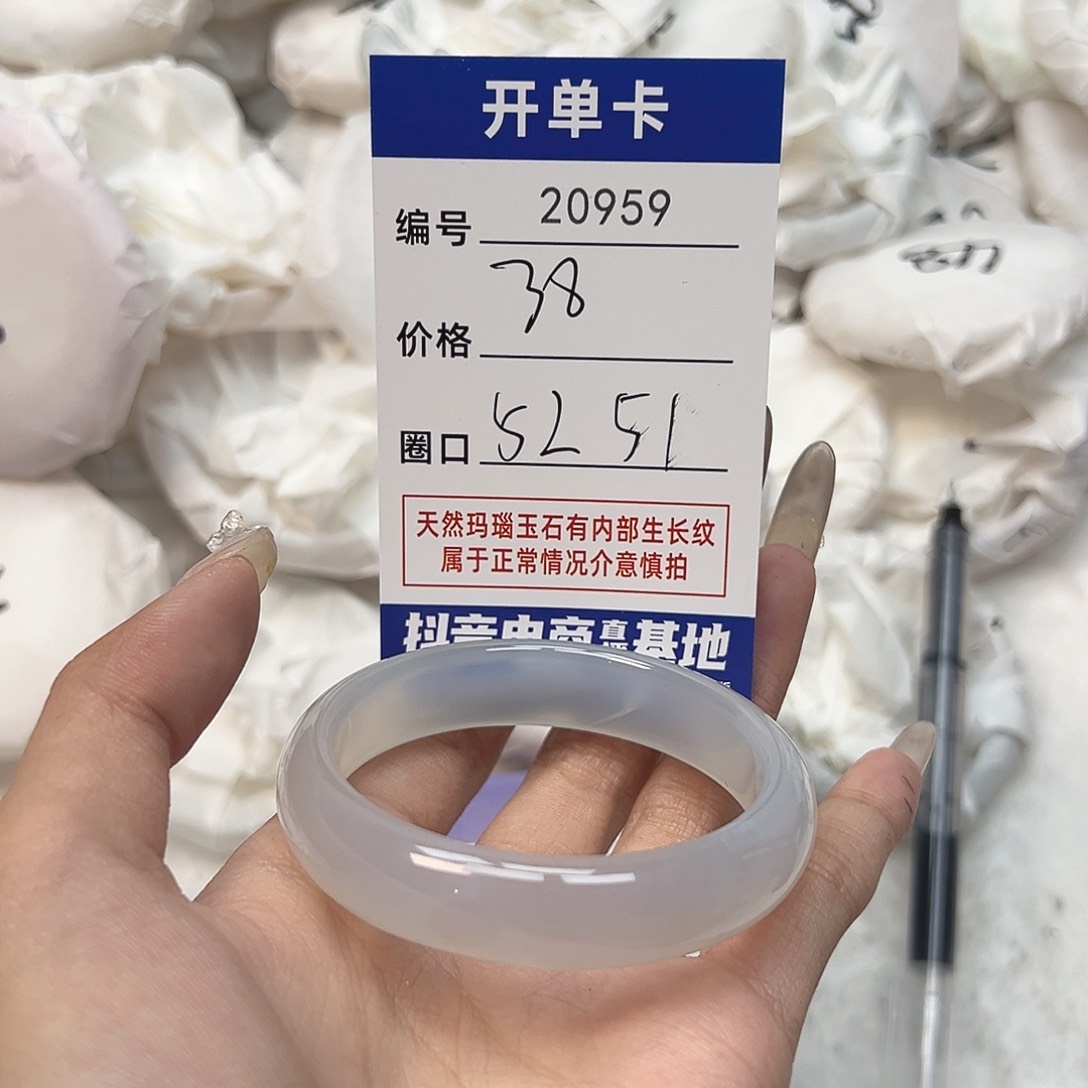 开单卡
编号 20959
价格 38
圈口 52 51
天然玛瑙玉石有内部生长纹
属于正常情况介意慎拍
抖音电商直播基地